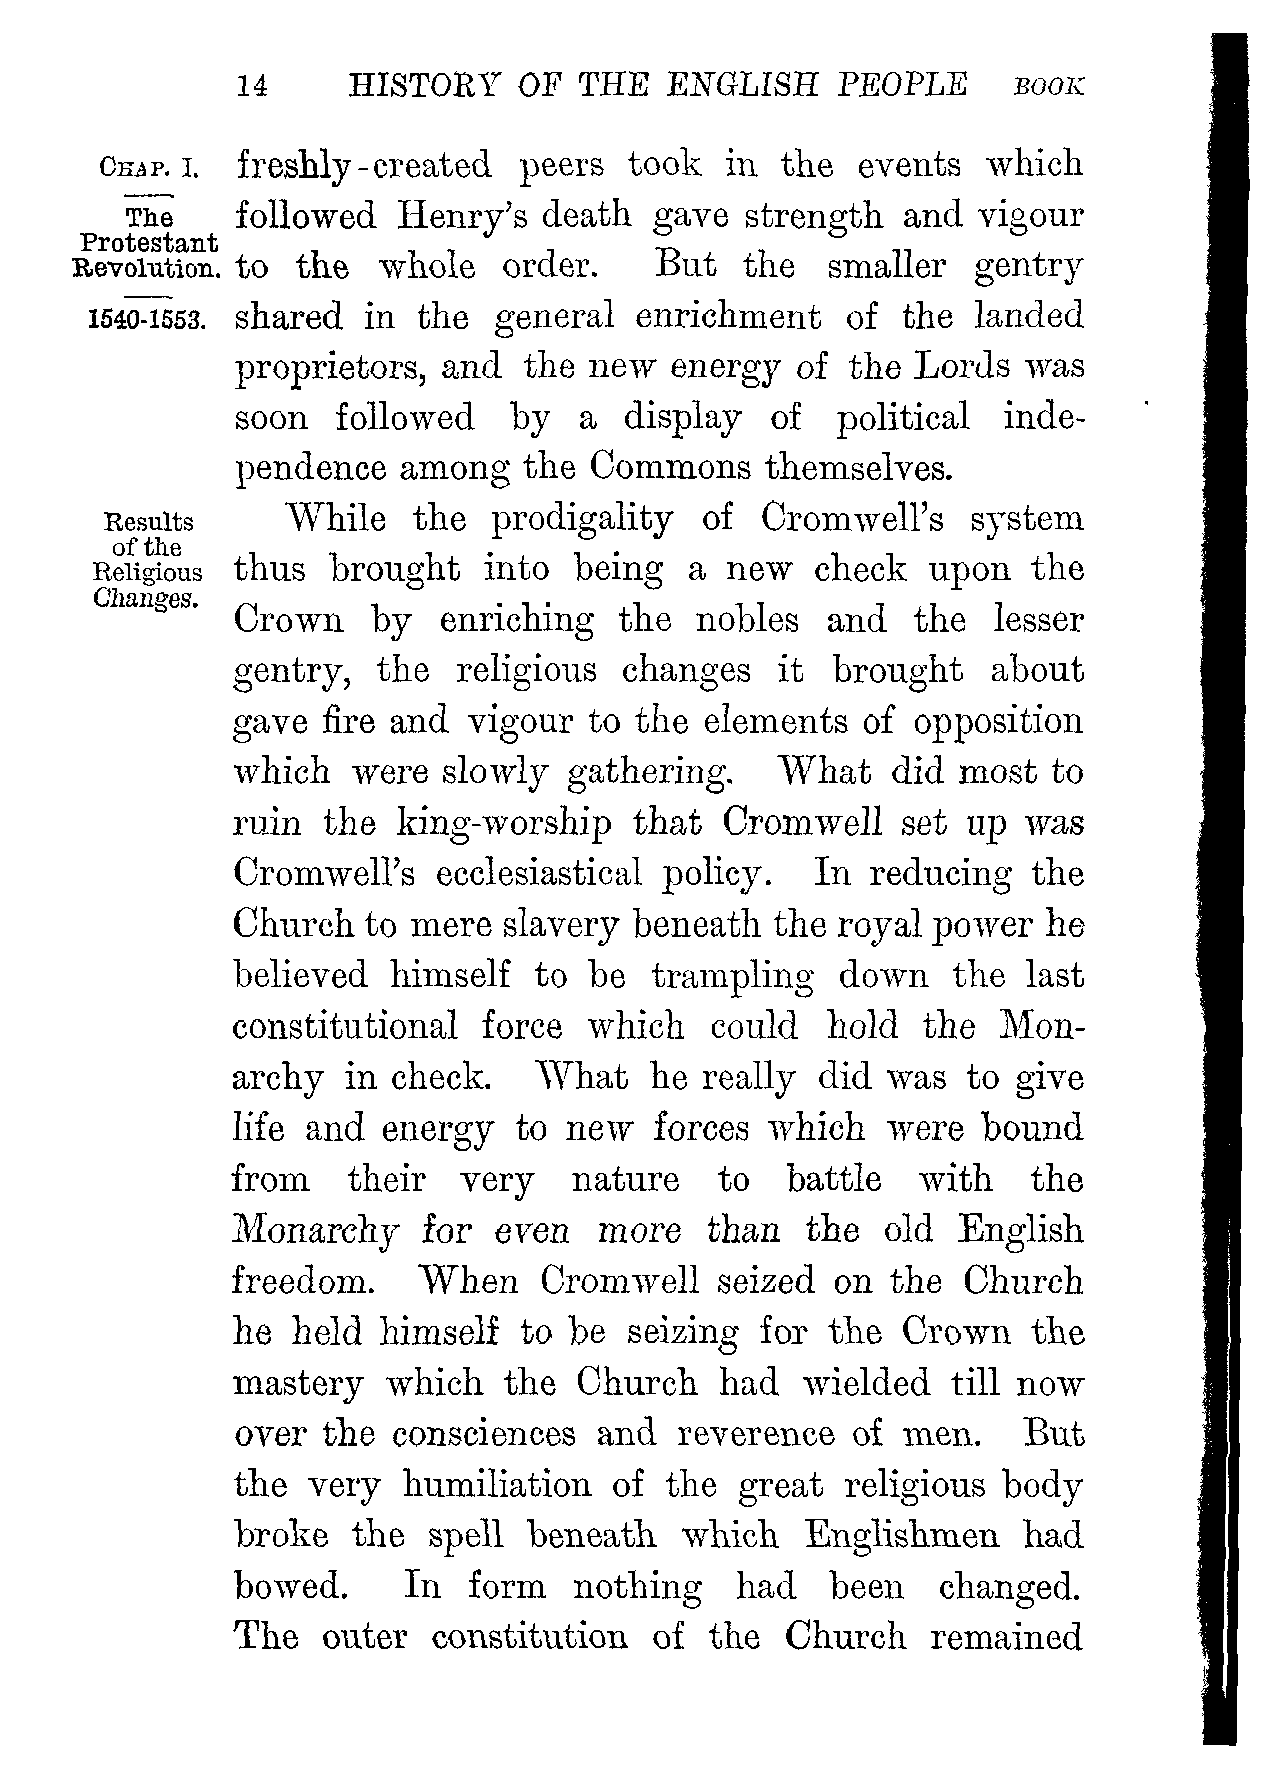 14 HISTORY OF THE ENGLISH PEOPLE BOOK
CHAP. I.
The
Protestant
Revolution.
1540-1553.
freshly-created peers took in the events which
followed Henry's death gave strength and vigour
to the whole order. But the smaller gentry
shared in the general enrichment of the landed
proprietors, and the new energy of the Lords was
soon followed by a display of political inde-
pendence among the Commons themselves.
Results
of the
Religious
Changes.
While the prodigality of Cromwell's system
thus brought into being a new check upon the
Crown by enriching the nobles and the lesser
gentry, the religious changes it brought about
gave fire and vigour to the elements of opposition
which were slowly gathering. What did most to
ruin the king-worship that Cromwell set up was
Cromwell's ecclesiastical policy. In reducing the
Church to mere slavery beneath the royal power he
believed himself to be trampling down the last
constitutional force which could hold the Mon-
archy in check. What he really did was to give
life and energy to new forces which were bound
from their very nature to battle with the
Monarchy for even more than the old English
freedom. When Cromwell seized on the Church
he held himself to be seizing for the Crown the
mastery which the Church had wielded till now
over the consciences and reverence of men. But
the very humiliation of the great religious body
broke the spell beneath which Englishmen had
bowed. In form nothing had been changed.
The outer constitution of the Church remained